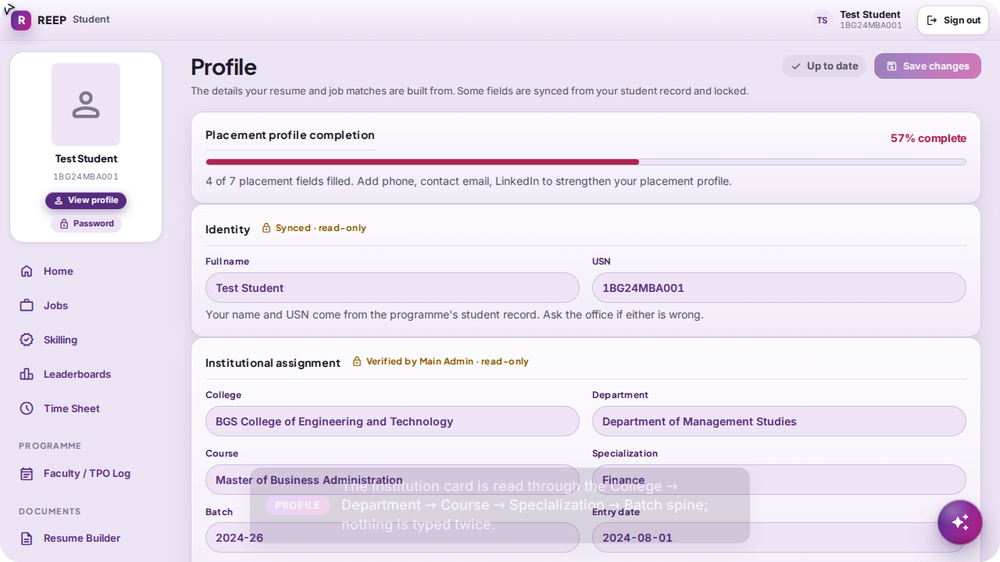 R REEP Student
TS Test Student
1BG24MBA001
Sign out
Test Student
1BG24MBA001
View profile
Password
Home
Jobs
Skilling
Leaderboards
Time Sheet
PROGRAMME
Faculty / TPO Log
DOCUMENTS
Resume Builder
Profile
Up to date
Save changes
The details your resume and job matches are built from. Some fields are synced from your student record and locked.
Placement profile completion
57% complete
4 of 7 placement fields filled. Add phone, contact email, LinkedIn to strengthen your placement profile.
Identity Synced · read-only
Full name USN
Test Student 1BG24MBA001
Your name and USN come from the programme's student record. Ask the office if either is wrong.
Institutional assignment Verified by Main Admin · read-only
College Department
BGS College of Engineering and Technology Department of Management Studies
Course Specialization
Master of Business Administration Finance
Batch Entry date
2024-26 2024-08-01
PROFILE
The institution card is read through the College →
Department → Course → Specialization → Batch spine;
nothing is typed twice.